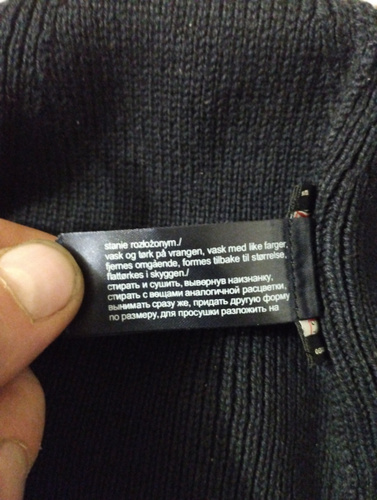 stanie rozłożonym./
vask og tørk på vrangen, vask med like farger,
fjernes omgående, formes tilbake til størrelse,
flattørkes i skyggen./
стирать и сушить, вывернув наизнанку,
стирать с вещами аналогичной расцветки,
вынимать сразу же, придать другую форму
по размеру, для просушки разложить на